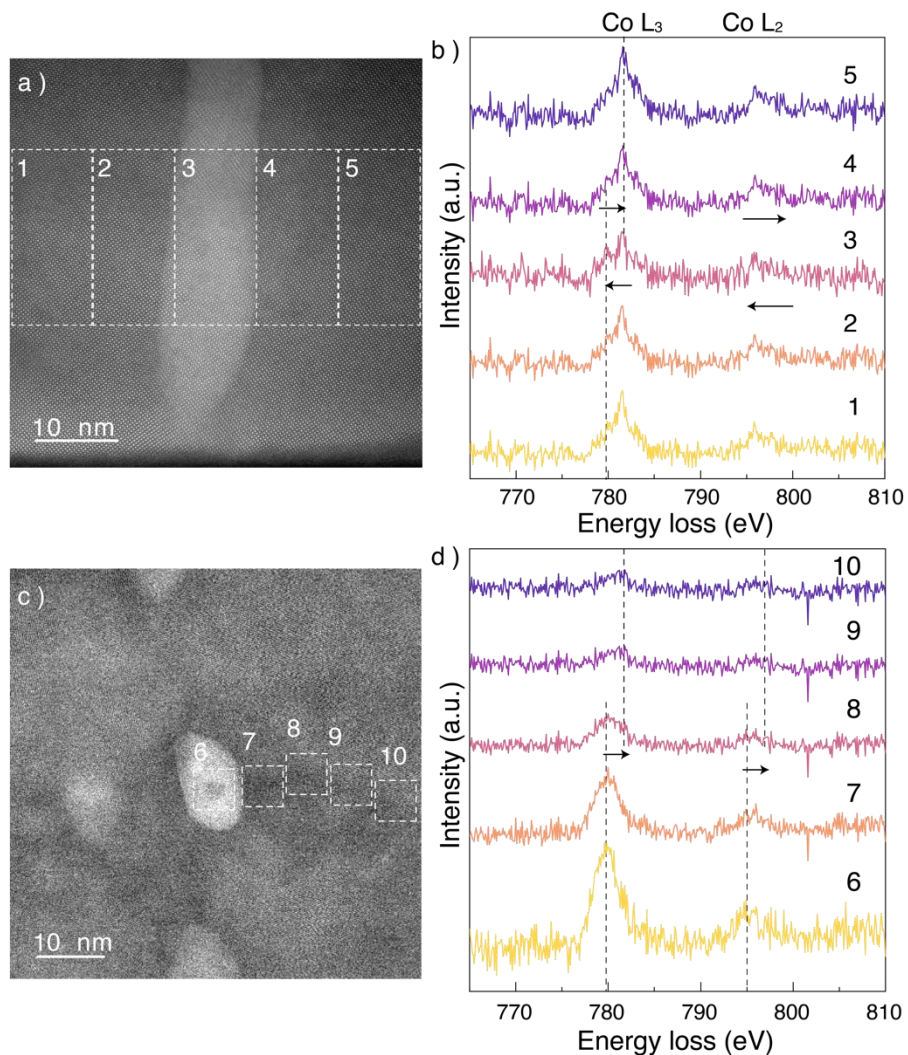 a )
1 2 3 4 5
10 nm
Co L₃ Co L₂
b )
5
4
3
2
1
Intensity (a.u.)
770 780 790 800 810
Energy loss (eV)
c )
6 7 8 9 10
10 nm
d )
10
9
8
7
6
Intensity (a.u.)
770 780 790 800 810
Energy loss (eV)